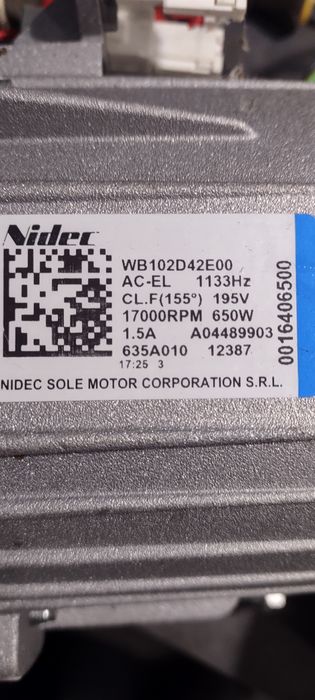 Nidec
WB102D42E00
AC-EL 1133Hz
CL.F(155°) 195V
17000RPM 650W
1.5A A04489903
635A010 12387
17:25 3
NIDEC SOLE MOTOR CORPORATION S.R.L.
0016406500